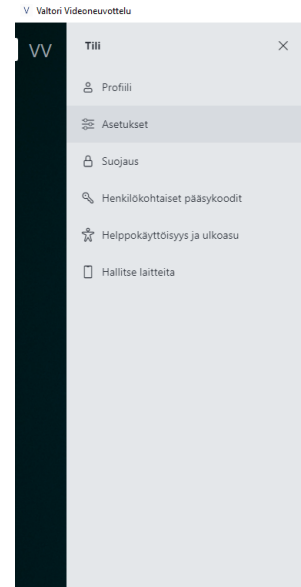 V Valtori Videoneuvottelu
VV
Tili
Profiili
Asetukset
Suojaus
Henkilökohtaiset pääsykoodit
Helppokäyttöisyys ja ulkoasu
Hallitse laitteita